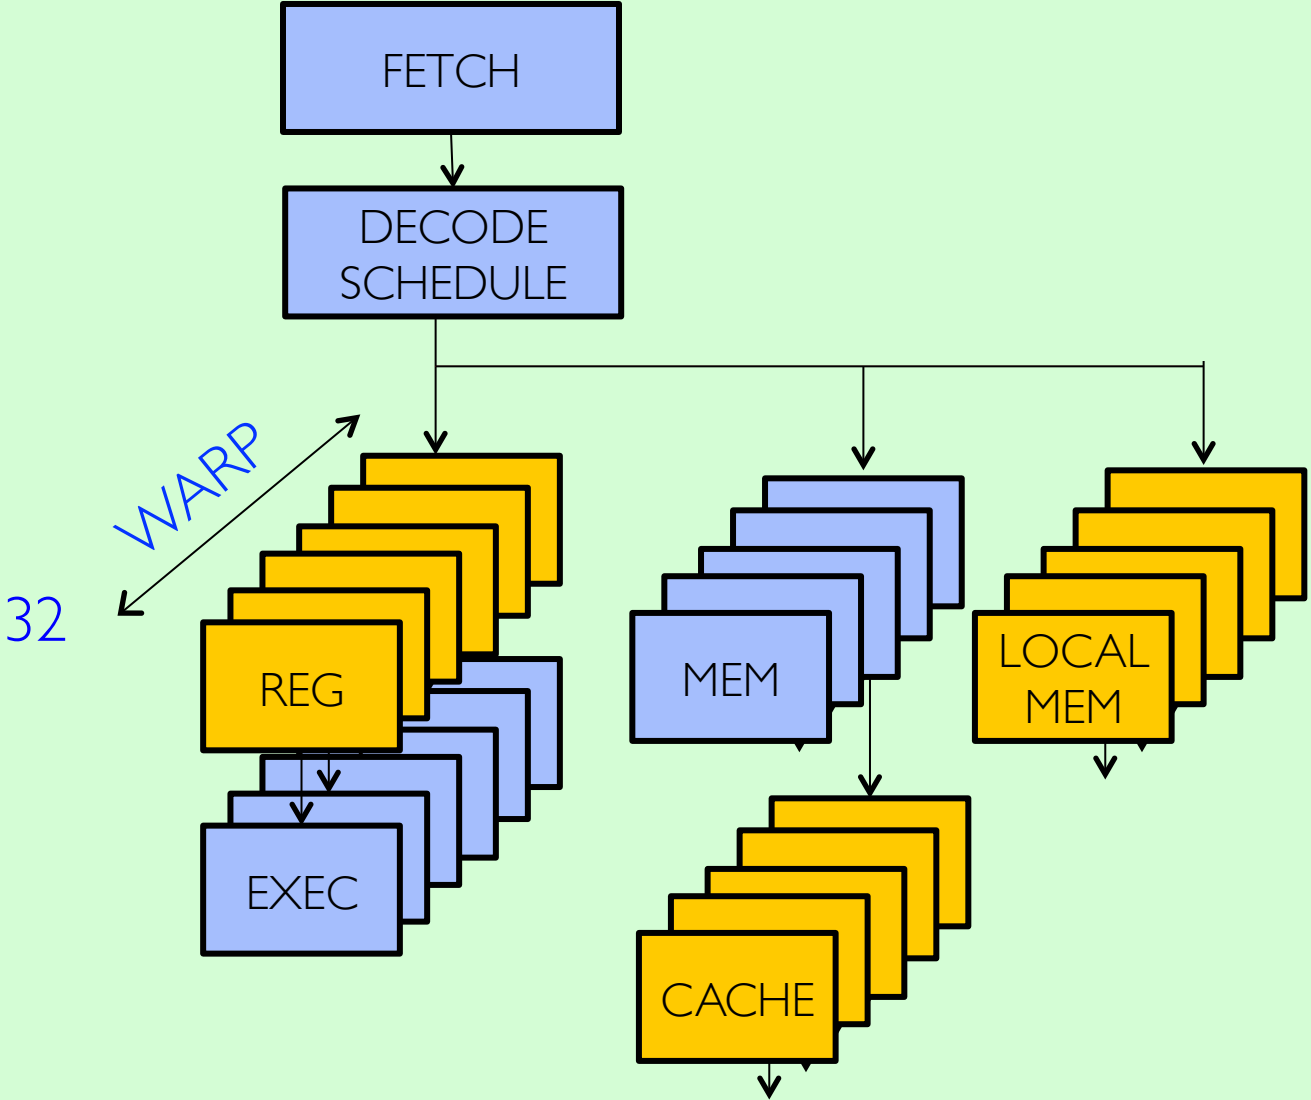 FETCH
DECODE
SCHEDULE
WARP
32
REG
MEM
LOCAL
MEM
EXEC
CACHE